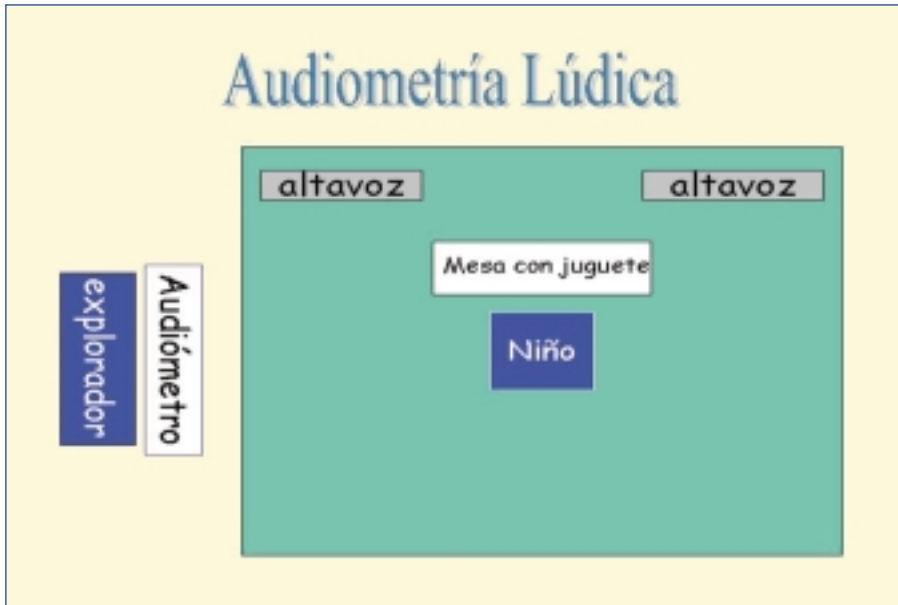 Audiometría Lúdica
altavoz
altavoz
Mesa con juguete
Niño
explorador
Audiómetro